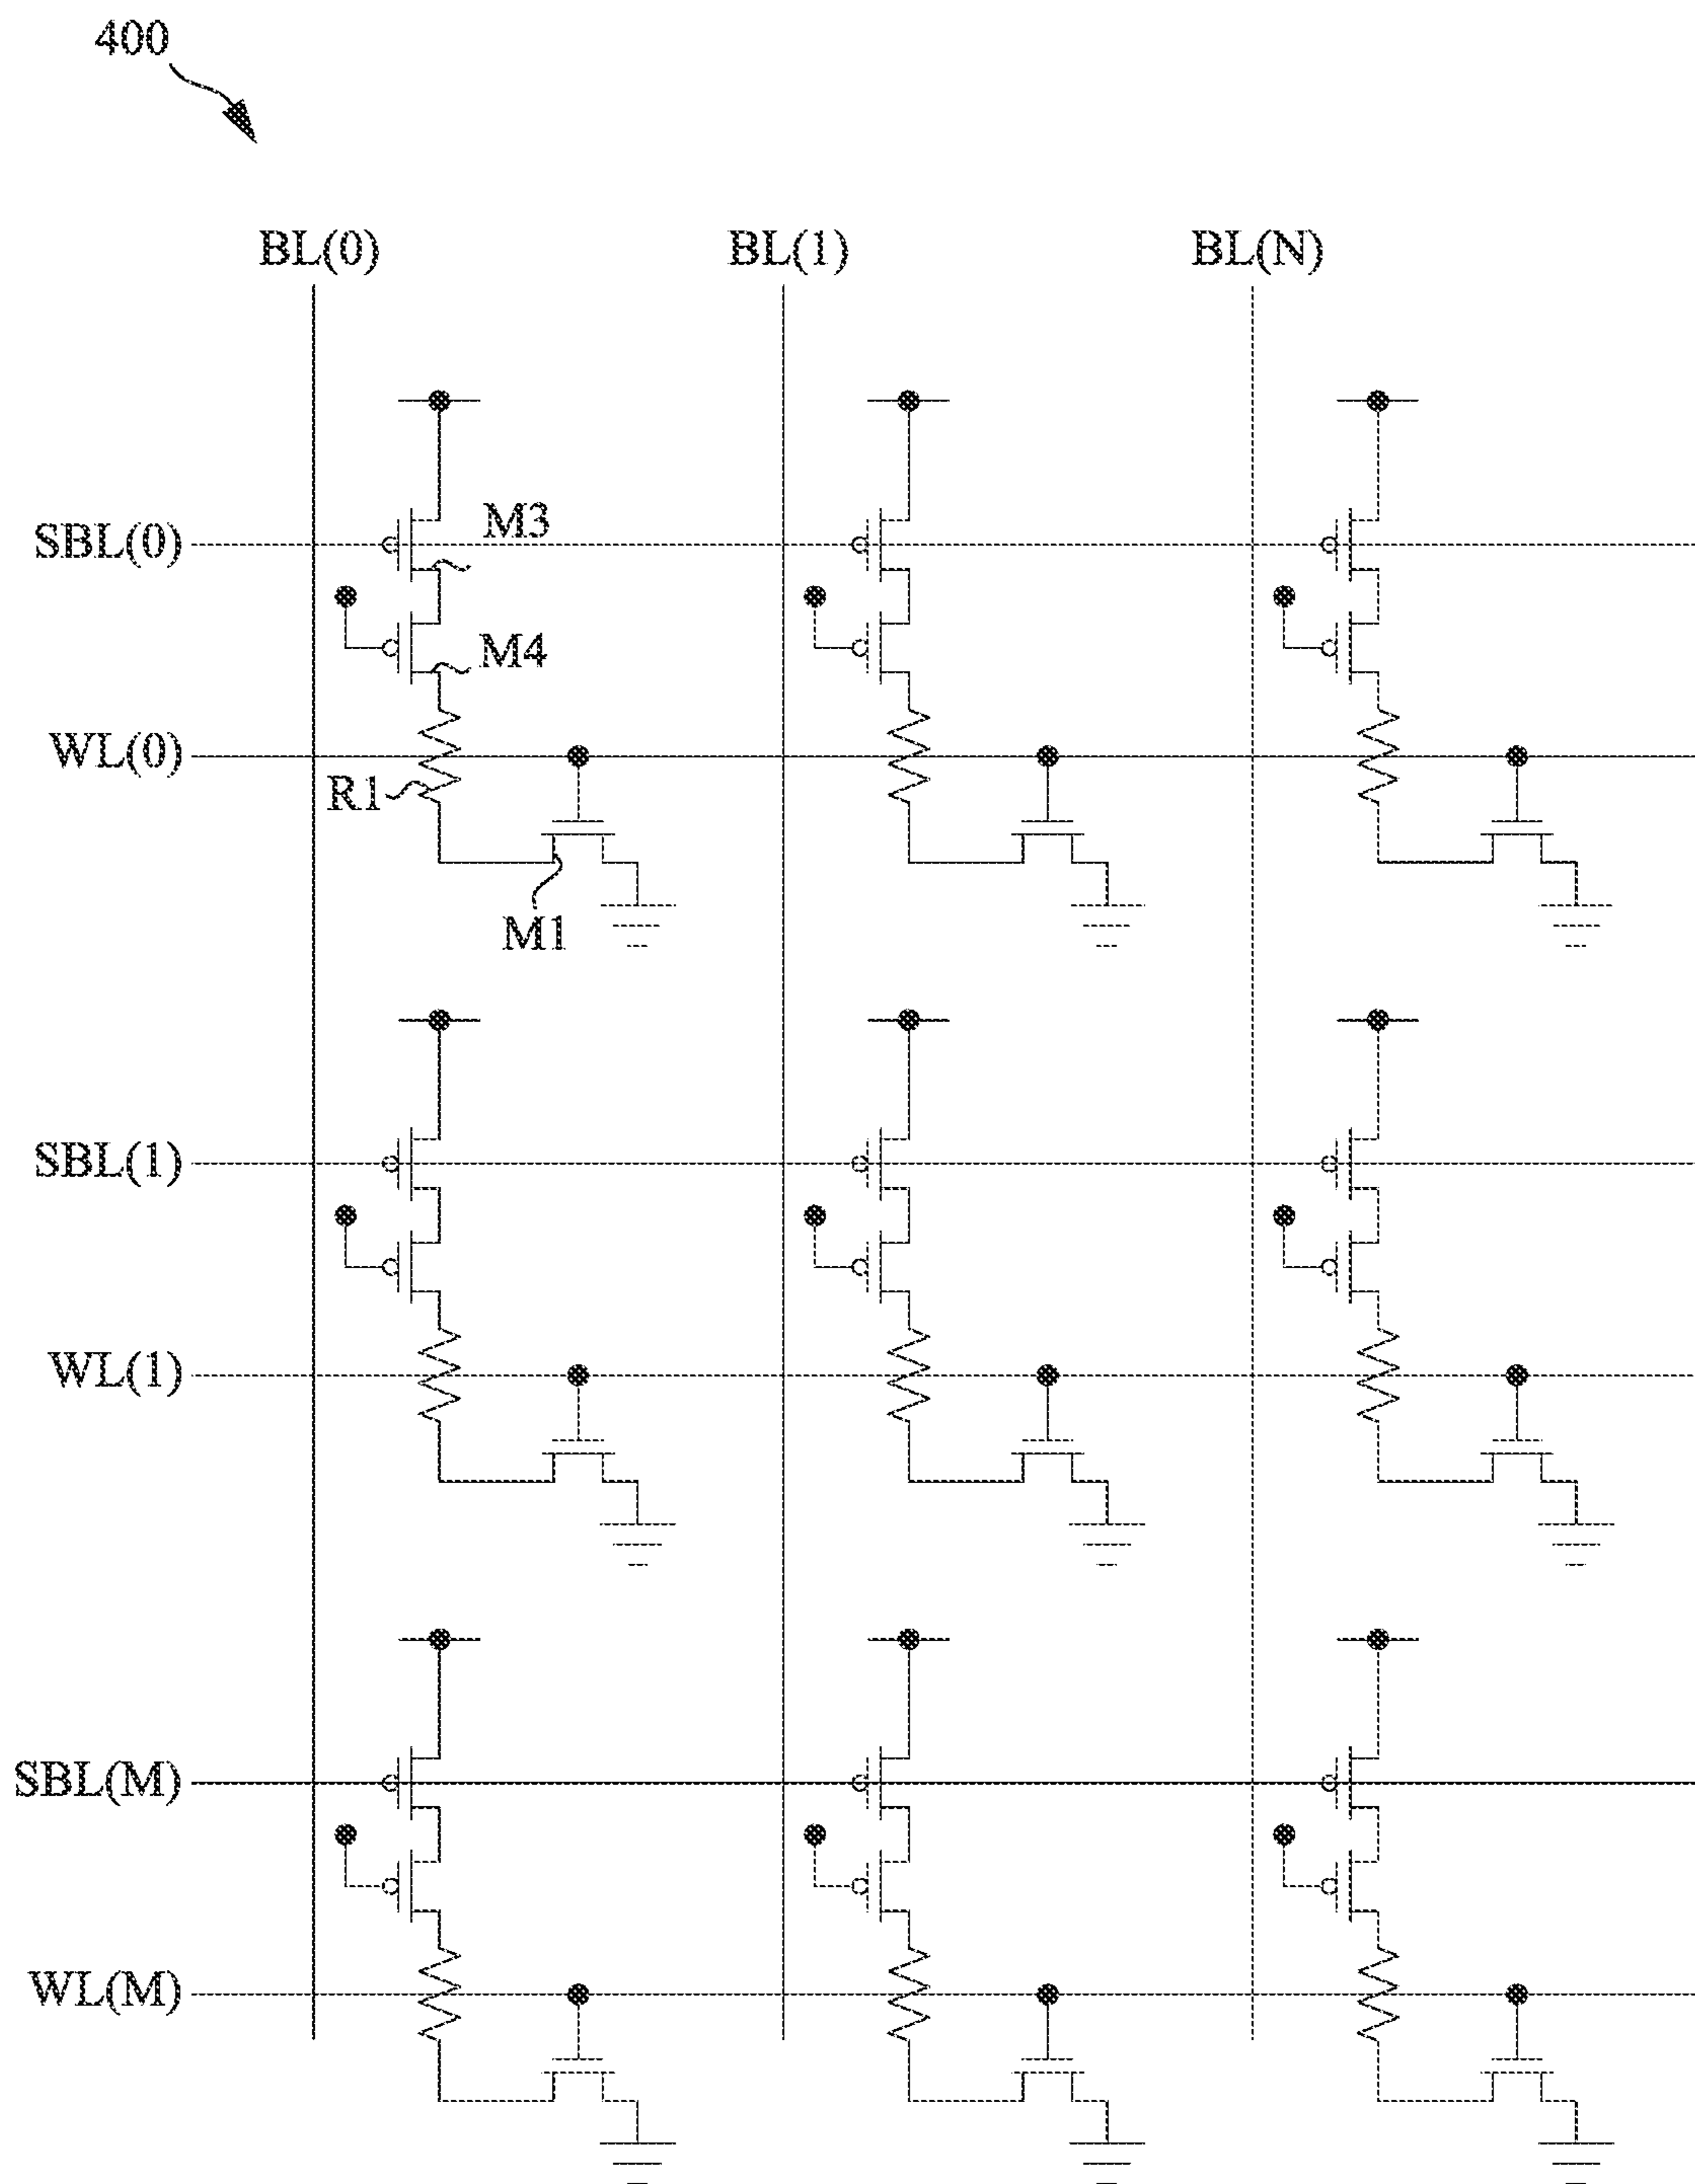 400
BL(0) BL(1) BL(N)
SBL(0)
M3
M4
WL(0)
R1
M1
SBL(1)
WL(1)
SBL(M)
WL(M)